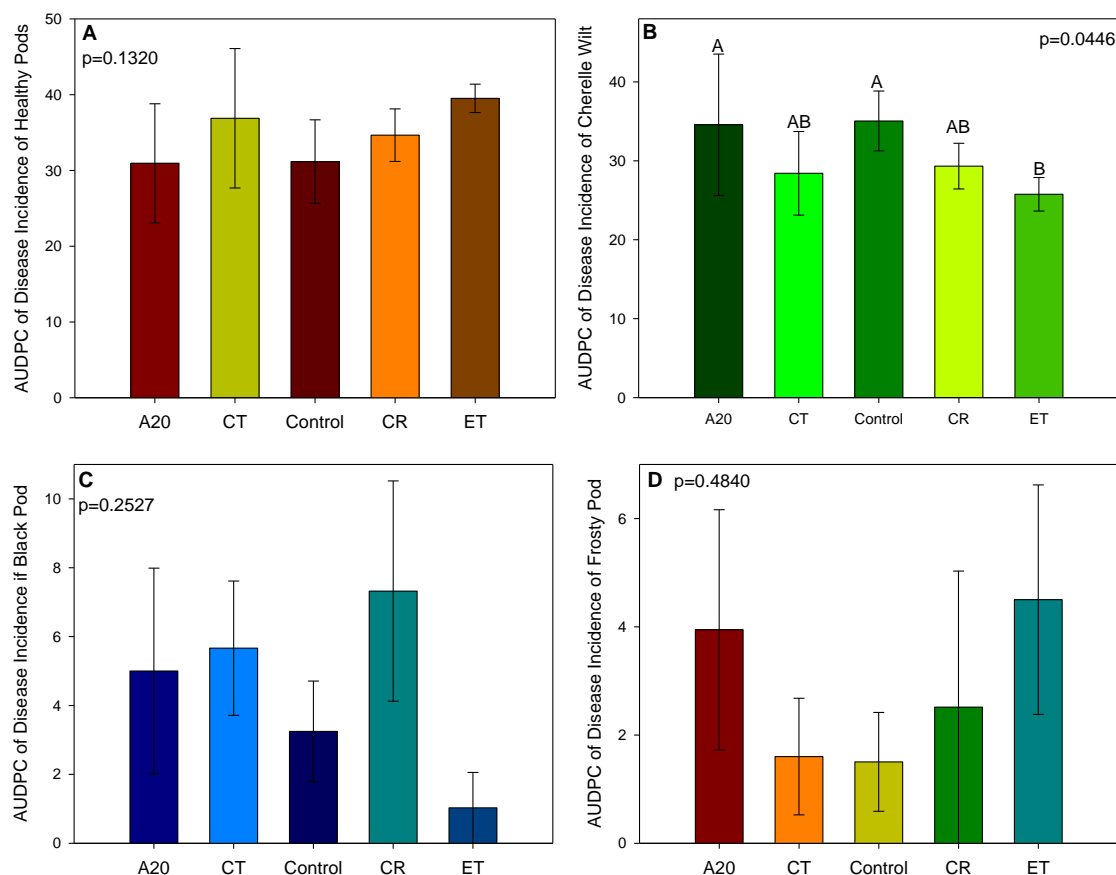 A
p=0.1320
AUDPC of Disease Incidence of Healthy Pods
50
40
30
20
10
0
A20 CT Control CR ET
B
p=0.0446
AUDPC of Disease Incidence of Cherelle Wilt
40
30
20
10
0
A AB A AB B
A20 CT Control CR ET
C
p=0.2527
AUDPC of Disease Incidence if Black Pod
10
8
6
4
2
0
A20 CT Control CR ET
D p=0.4840
AUDPC of Disease Incidence of Frosty Pod
6
4
2
0
A20 CT Control CR ET